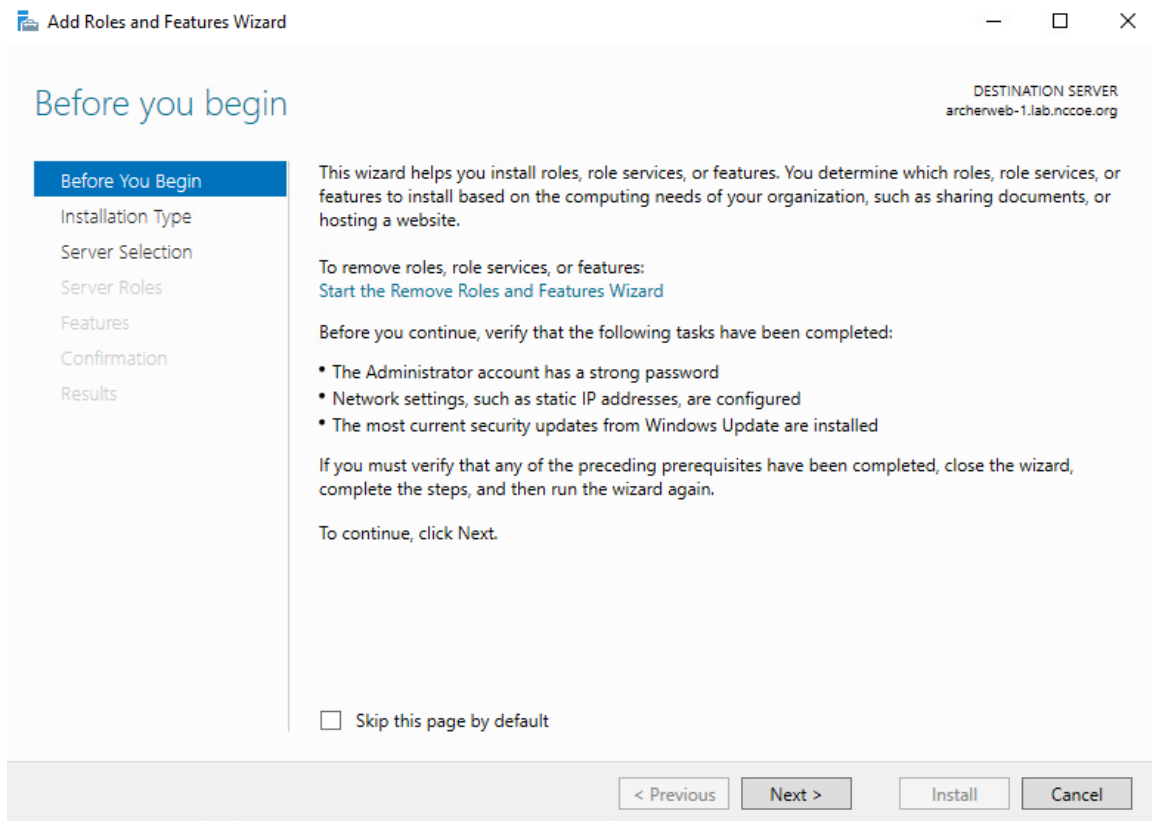 Add Roles and Features Wizard
Before you begin
DESTINATION SERVER
archerweb-1.lab.nccoe.org
Before You Begin
Installation Type
Server Selection
Server Roles
Features
Confirmation
Results
This wizard helps you install roles, role services, or features. You determine which roles, role services, or
features to install based on the computing needs of your organization, such as sharing documents, or
hosting a website.
To remove roles, role services, or features:
Start the Remove Roles and Features Wizard
Before you continue, verify that the following tasks have been completed:
• The Administrator account has a strong password
• Network settings, such as static IP addresses, are configured
• The most current security updates from Windows Update are installed
If you must verify that any of the preceding prerequisites have been completed, close the wizard,
complete the steps, and then run the wizard again.
To continue, click Next.
Skip this page by default
< Previous
Next >
Install
Cancel